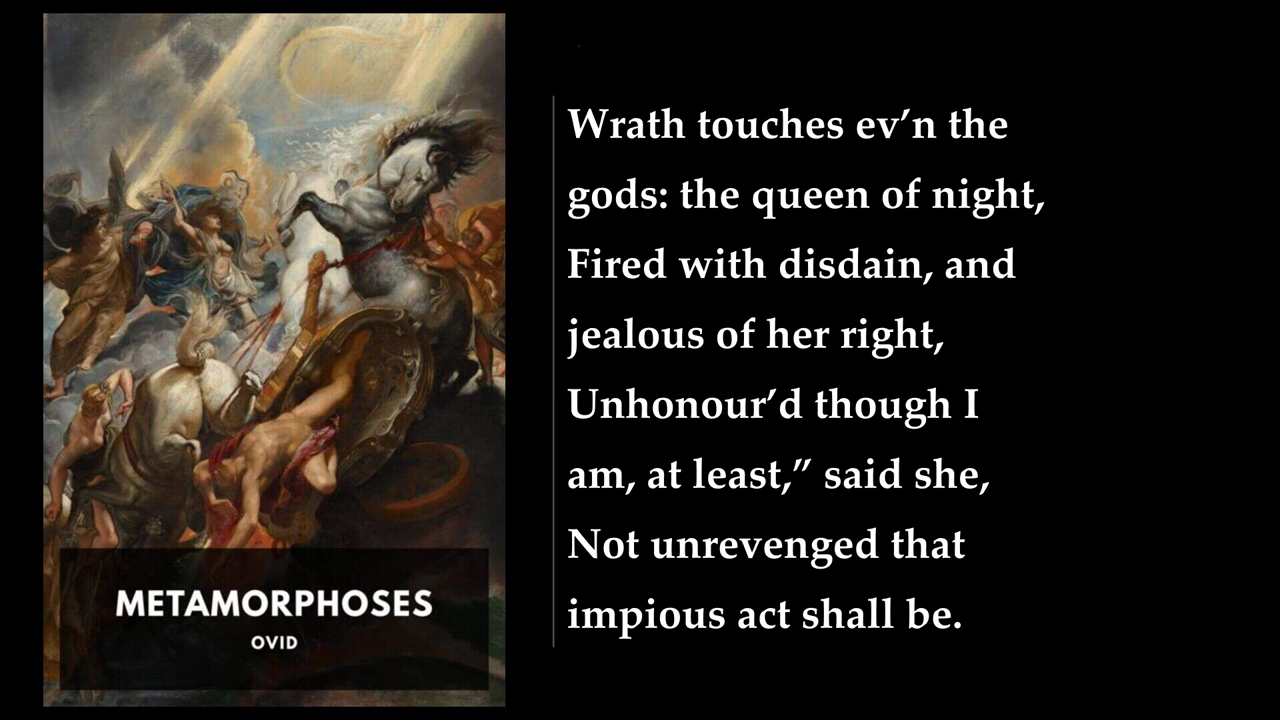 METAMORPHOSES
OVID
Wrath touches ev’n the
gods: the queen of night,
Fired with disdain, and
jealous of her right,
Unhonour’d though I
am, at least,” said she,
Not unrevenged that
impious act shall be.